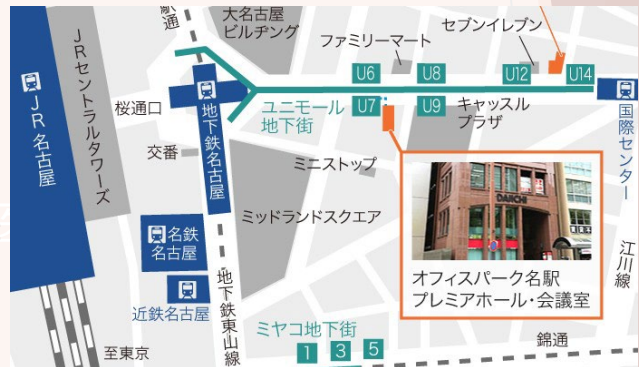 駅通
大名古屋
ビルヂング
ファミリーマート
セブンイレブン
JRセントラルタワーズ
JR名古屋
桜通口
地下鉄名古屋
ユニモール
地下街
U6
U8
U12
U14
U7
U9
キャッスル
プラザ
国際センター
交番
ミニストップ
ミッドランドスクエア
DAIICHI
名鉄
名古屋
近鉄名古屋
地下鉄東山線
江川線
オフィスパーク名駅
プレミアホール・会議室
ミヤコ地下街
1
3
5
錦通
至東京